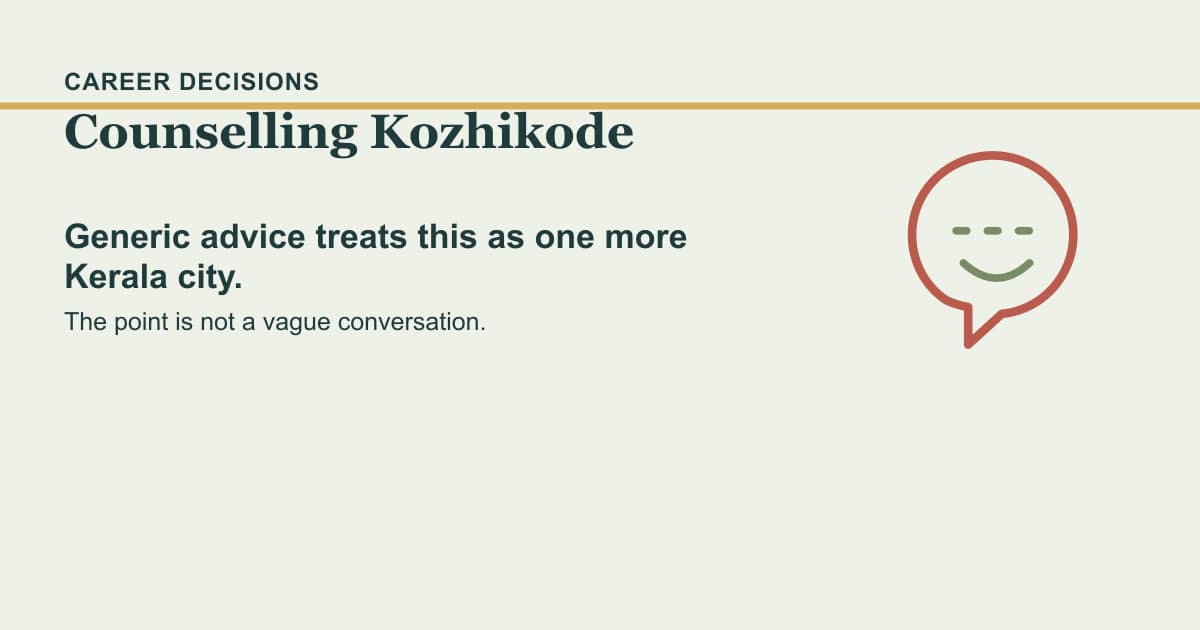 CAREER DECISIONS
Counselling Kozhikode
Generic advice treats this as one more
Kerala city.
The point is not a vague conversation.